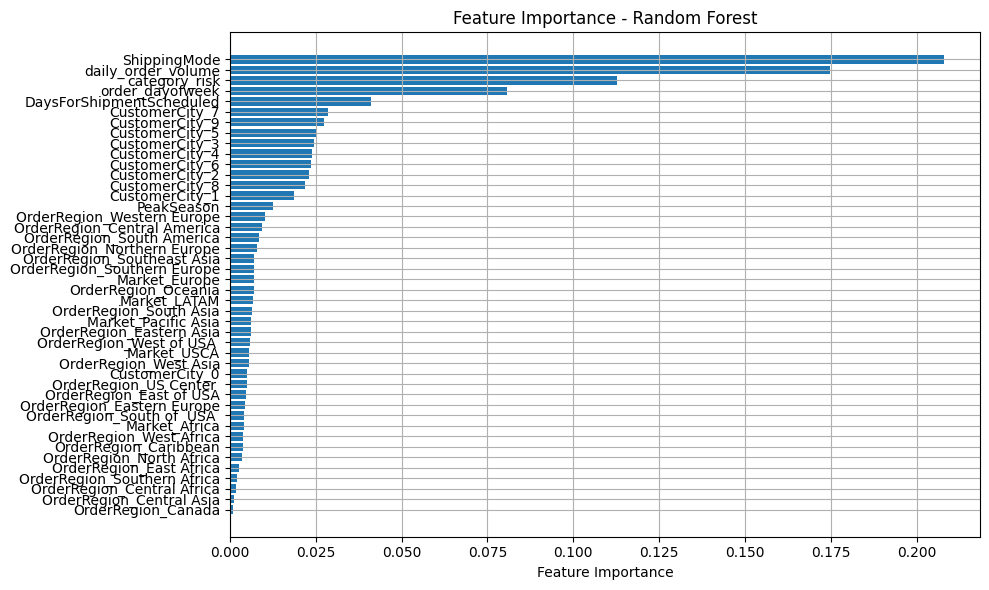 Feature Importance - Random Forest
ShippingMode
daily_order_volume
category_risk
order_dayofweek
DaysForShipmentScheduled
CustomerCity_7
CustomerCity_9
CustomerCity_5
CustomerCity_3
CustomerCity_4
CustomerCity_6
CustomerCity_2
CustomerCity_8
CustomerCity_1
PeakSeason
OrderRegion_Western Europe
OrderRegion_Central America
OrderRegion_South America
OrderRegion_Northern Europe
OrderRegion_Southeast Asia
OrderRegion_Southern Europe
Market_Europe
OrderRegion_Oceania
Market_LATAM
OrderRegion_South Asia
Market_Pacific Asia
OrderRegion_Eastern Asia
OrderRegion_West of USA
Market_USCA
OrderRegion_West Asia
CustomerCity_0
OrderRegion_US Center
OrderRegion_East of USA
OrderRegion_Eastern Europe
OrderRegion_South of  USA
Market_Africa
OrderRegion_West Africa
OrderRegion_Caribbean
OrderRegion_North Africa
OrderRegion_East Africa
OrderRegion_Southern Africa
OrderRegion_Central Africa
OrderRegion_Central Asia
OrderRegion_Canada
0.000 0.025 0.050 0.075 0.100 0.125 0.150 0.175 0.200
Feature Importance